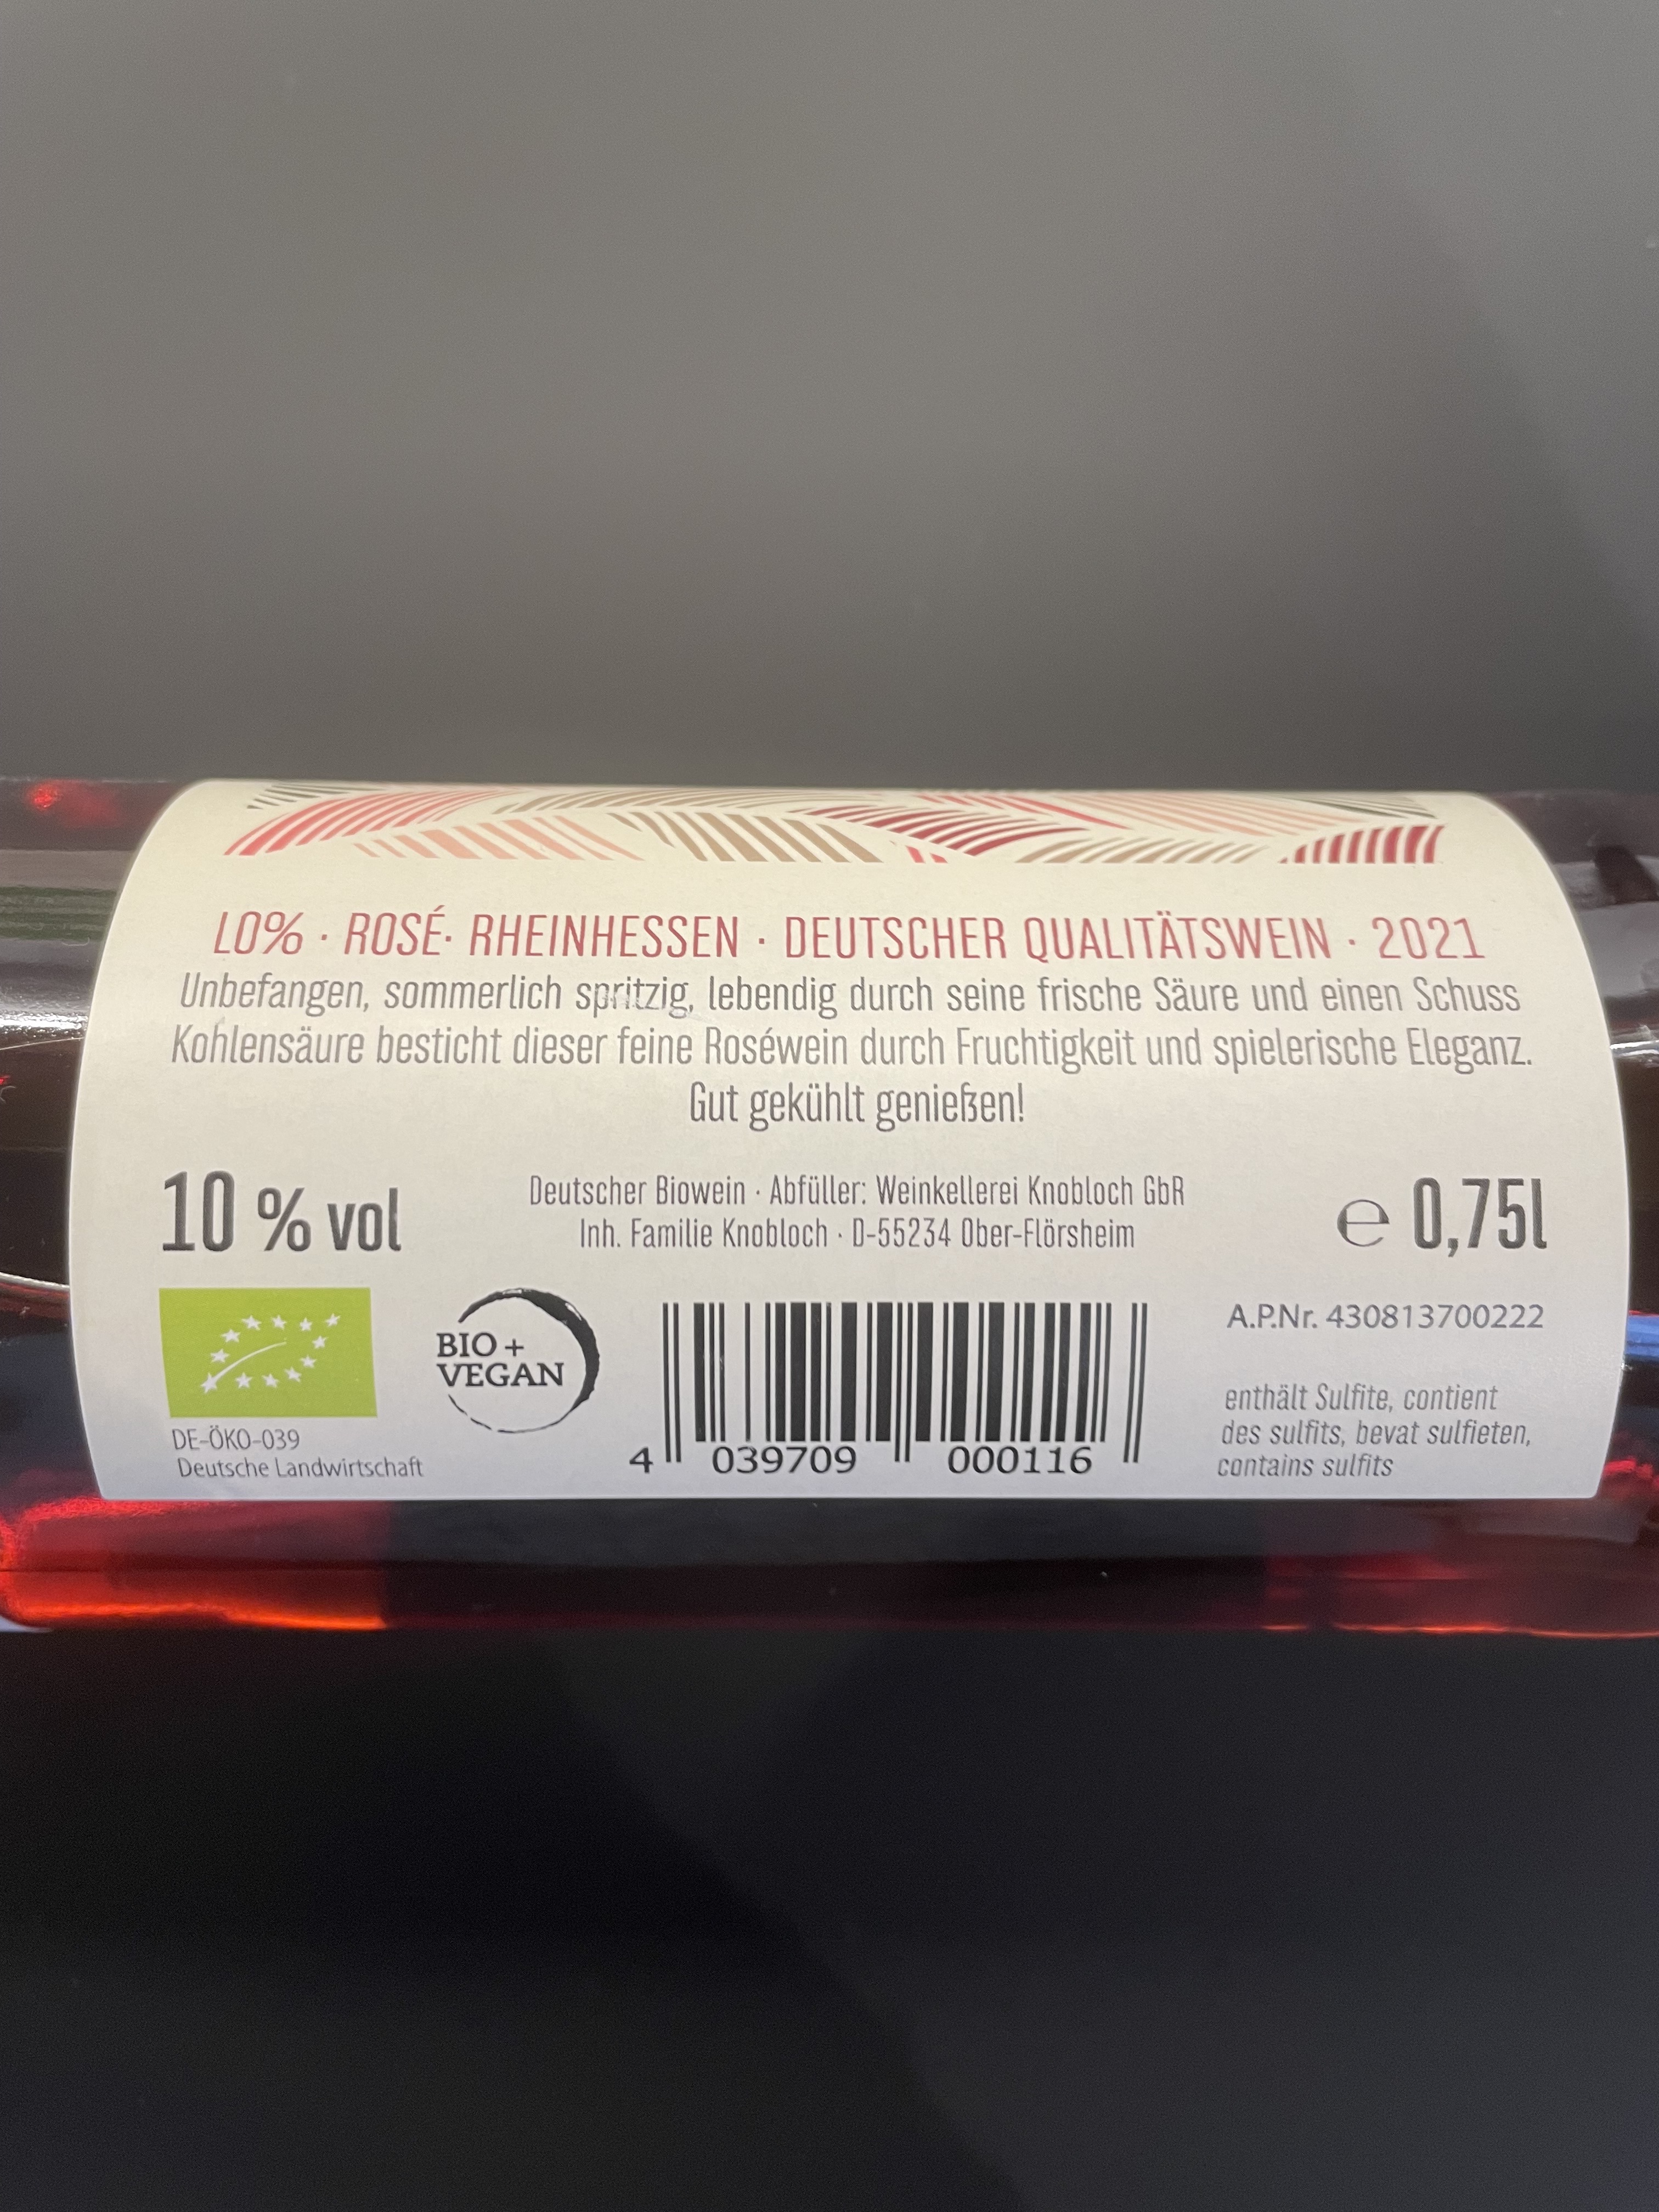 LO% · ROSÉ· RHEINHESSEN · DEUTSCHER QUALITÄTSWEIN · 2021
Unbefangen, sommerlich spritzig, lebendig durch seine frische Säure und einen Schuss
Kohlensäure besticht dieser feine Roséwein durch Fruchtigkeit und spielerische Eleganz.
Gut gekühlt genießen!
10 % vol
Deutscher Biowein · Abfüller: Weinkellerei Knobloch GbR
Inh. Familie Knobloch · D-55234 Ober-Flörsheim
e 0,75l
DE-ÖKO-039
Deutsche Landwirtschaft
BIO +
VEGAN
4 039709 000116
A.P.Nr. 430813700222
enthält Sulfite, contient
des sulfits, bevat sulfieten,
contains sulfits